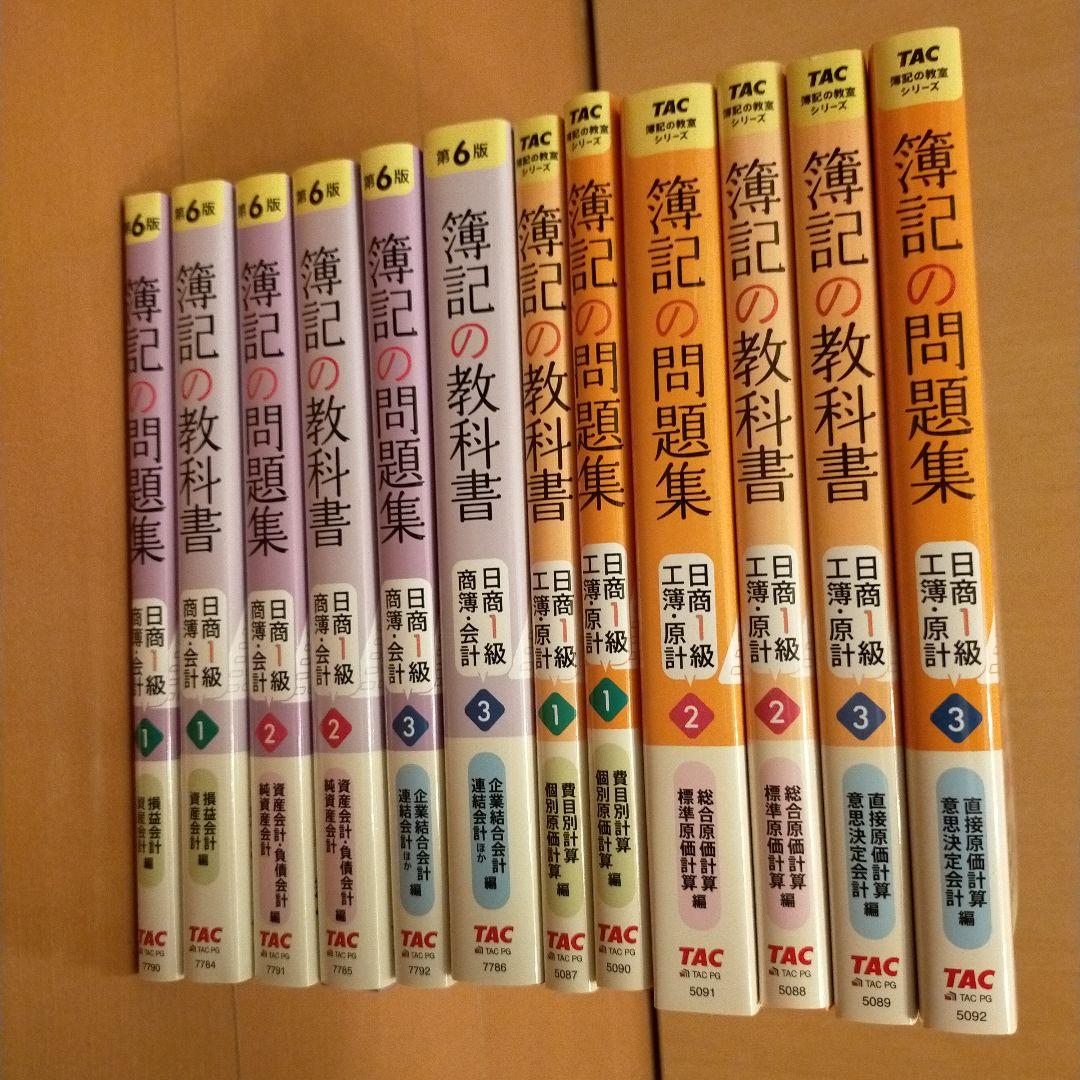 第6版
簿記の問題集
日商1級
商簿・会計
1
損益会計
資産会計 編
TAC
TAC PG
7790
第6版
簿記の教科書
日商1級
商簿・会計
1
損益会計
資産会計 編
TAC
TAC PG
7784
第6版
簿記の問題集
日商1級
商簿・会計
2
資産会計・負債会計
純資産会計 編
TAC
TAC PG
7791
第6版
簿記の教科書
日商1級
商簿・会計
2
資産会計・負債会計
純資産会計 編
TAC
TAC PG
7785
第6版
簿記の問題集
日商1級
商簿・会計
3
企業結合会計
連結会計ほか 編
TAC
TAC PG
7792
第6版
簿記の教科書
日商1級
商簿・会計
3
企業結合会計
連結会計ほか 編
TAC
TAC PG
7786
TAC
簿記の教室
シリーズ
簿記の教科書
日商1級
工簿・原計
1
費目別計算
個別原価計算 編
TAC
TAC PG
5087
TAC
簿記の教室
シリーズ
簿記の問題集
日商1級
工簿・原計
1
費目別計算
個別原価計算 編
TAC
TAC PG
5090
TAC
簿記の教室
シリーズ
簿記の問題集
日商1級
工簿・原計
2
総合原価計算
標準原価計算 編
TAC
TAC PG
5091
TAC
簿記の教室
シリーズ
簿記の教科書
日商1級
工簿・原計
2
総合原価計算
標準原価計算 編
TAC
TAC PG
5088
TAC
簿記の教室
シリーズ
簿記の教科書
日商1級
工簿・原計
3
直接原価計算
意思決定会計 編
TAC
TAC PG
5089
TAC
簿記の教室
シリーズ
簿記の問題集
日商1級
工簿・原計
3
直接原価計算
意思決定会計 編
TAC
TAC PG
5092